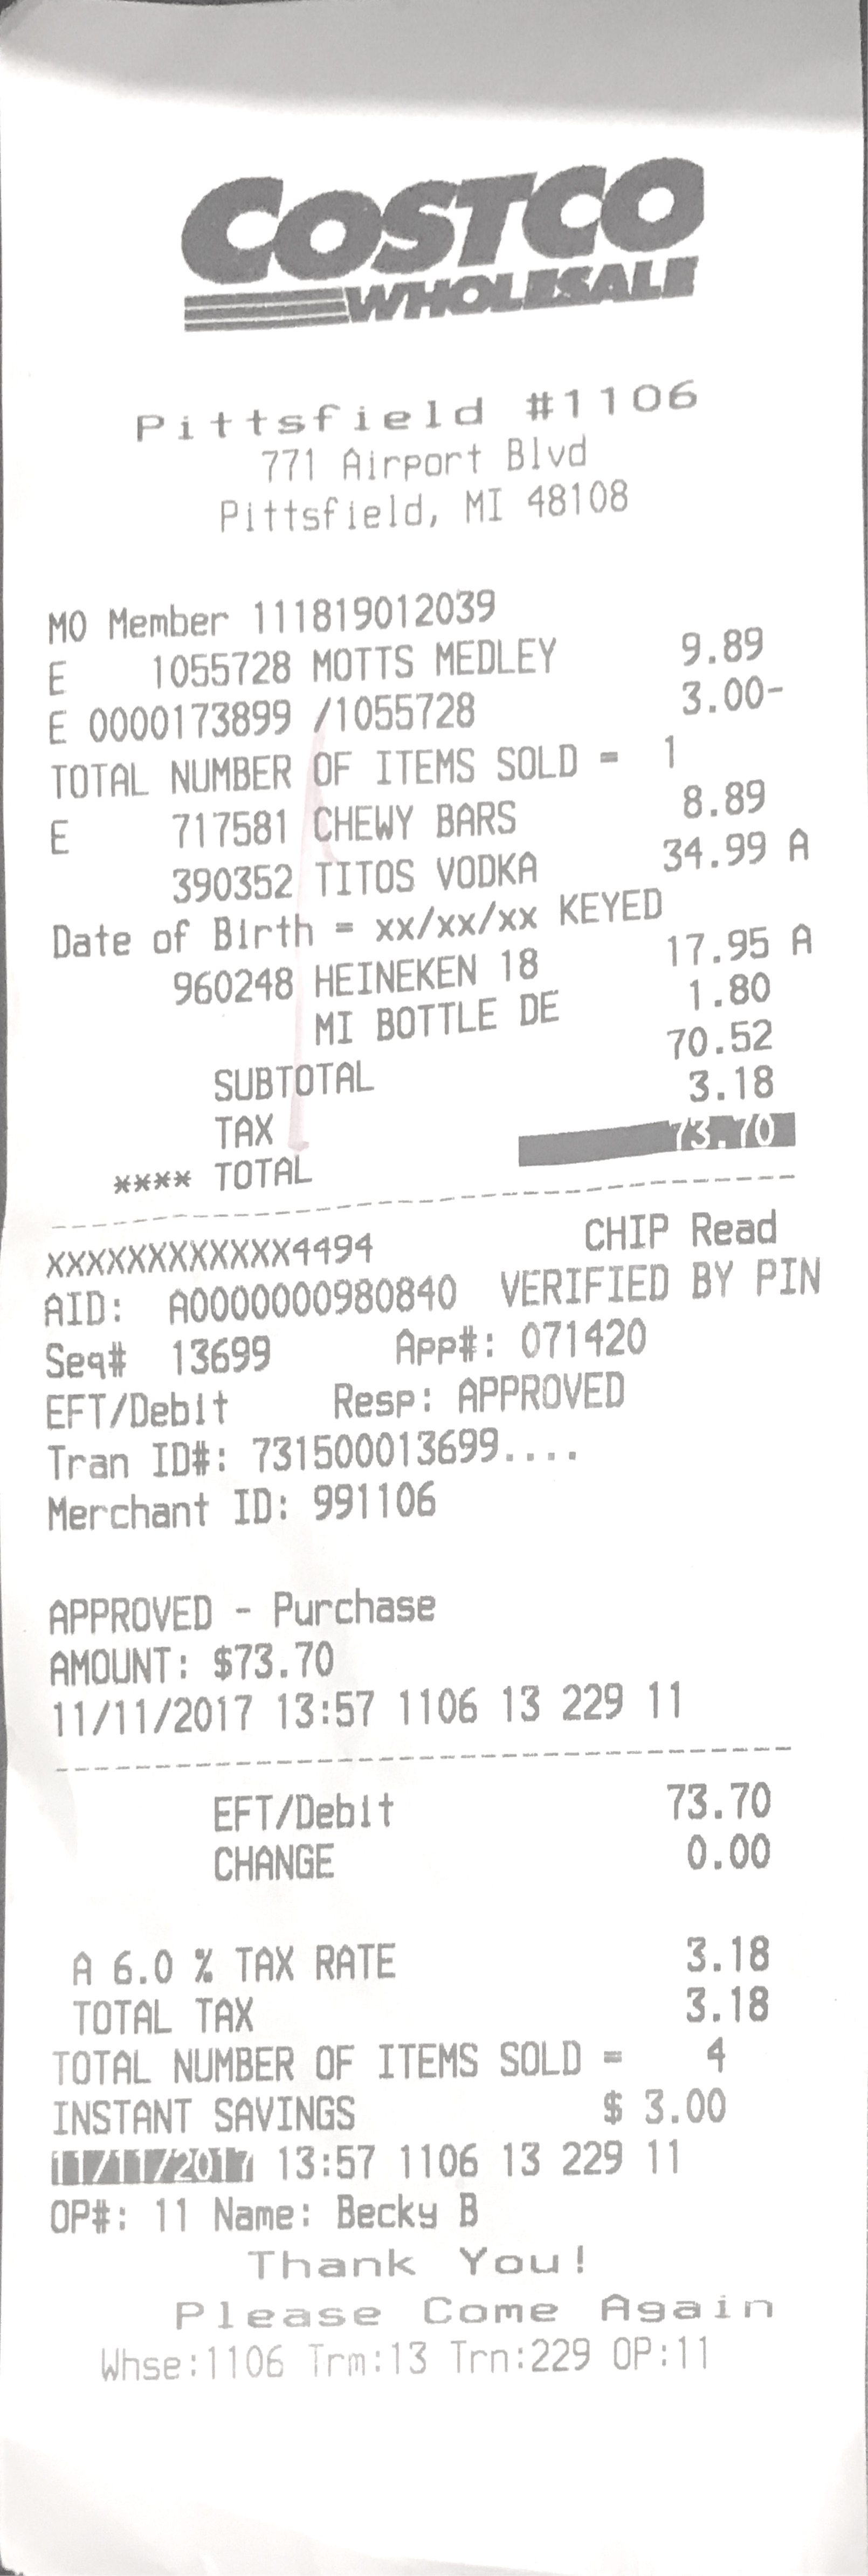 COSTCO
WHOLESALE
Pittsfield #1106
771 Airport Blvd
Pittsfield, MI 48108
MO Member 111819012039
E 1055728 MOTTS MEDLEY 9.89
E 0000173899 /1055728 3.00-
TOTAL NUMBER OF ITEMS SOLD = 1
E 717581 CHEWY BARS 8.89
390352 TITOS VODKA 34.99 A
Date of Birth = xx/xx/xx KEYED
960248 HEINEKEN 18 17.95 A
MI BOTTLE DE 1.80
SUBTOTAL 70.52
TAX 3.18
**** TOTAL 73.70
XXXXXXXXXXXX4494 CHIP Read
AID: A0000000980840 VERIFIED BY PIN
Seq# 13699 App#: 071420
EFT/Debit Resp: APPROVED
Tran ID#: 731500013699....
Merchant ID: 991106
APPROVED - Purchase
AMOUNT: $73.70
11/11/2017 13:57 1106 13 229 11
EFT/Debit 73.70
CHANGE 0.00
A 6.0 % TAX RATE 3.18
TOTAL TAX 3.18
TOTAL NUMBER OF ITEMS SOLD = 4
INSTANT SAVINGS $ 3.00
11/11/2017 13:57 1106 13 229 11
OP#: 11 Name: Becky B
Thank You!
Please Come Again
Whse:1106 Trm:13 Trn:229 OP:11